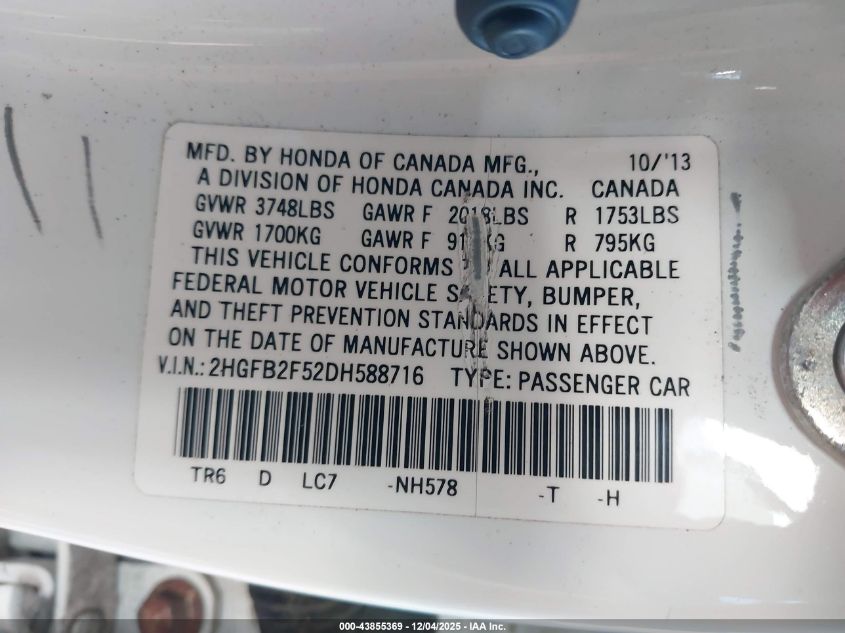 MFD. BY HONDA OF CANADA MFG., 10/'13
A DIVISION OF HONDA CANADA INC. CANADA
GVWR 3748LBS GAWR F 2018LBS R 1753LBS
GVWR 1700KG GAWR F R 795KG
THIS VEHICLE CONFORMS ALL APPLICABLE
FEDERAL MOTOR VEHICLE SAFETY, BUMPER,
AND THEFT PREVENTION STANDARDS IN EFFECT
ON THE DATE OF MANUFACTURE SHOWN ABOVE.
V.I.N.: 2HGFB2F52DH588716 TYPE: PASSENGER CAR
TR6 D LC7 -NH578 -T -H
000-43855369 - 12/04/2025 - IAA Inc.